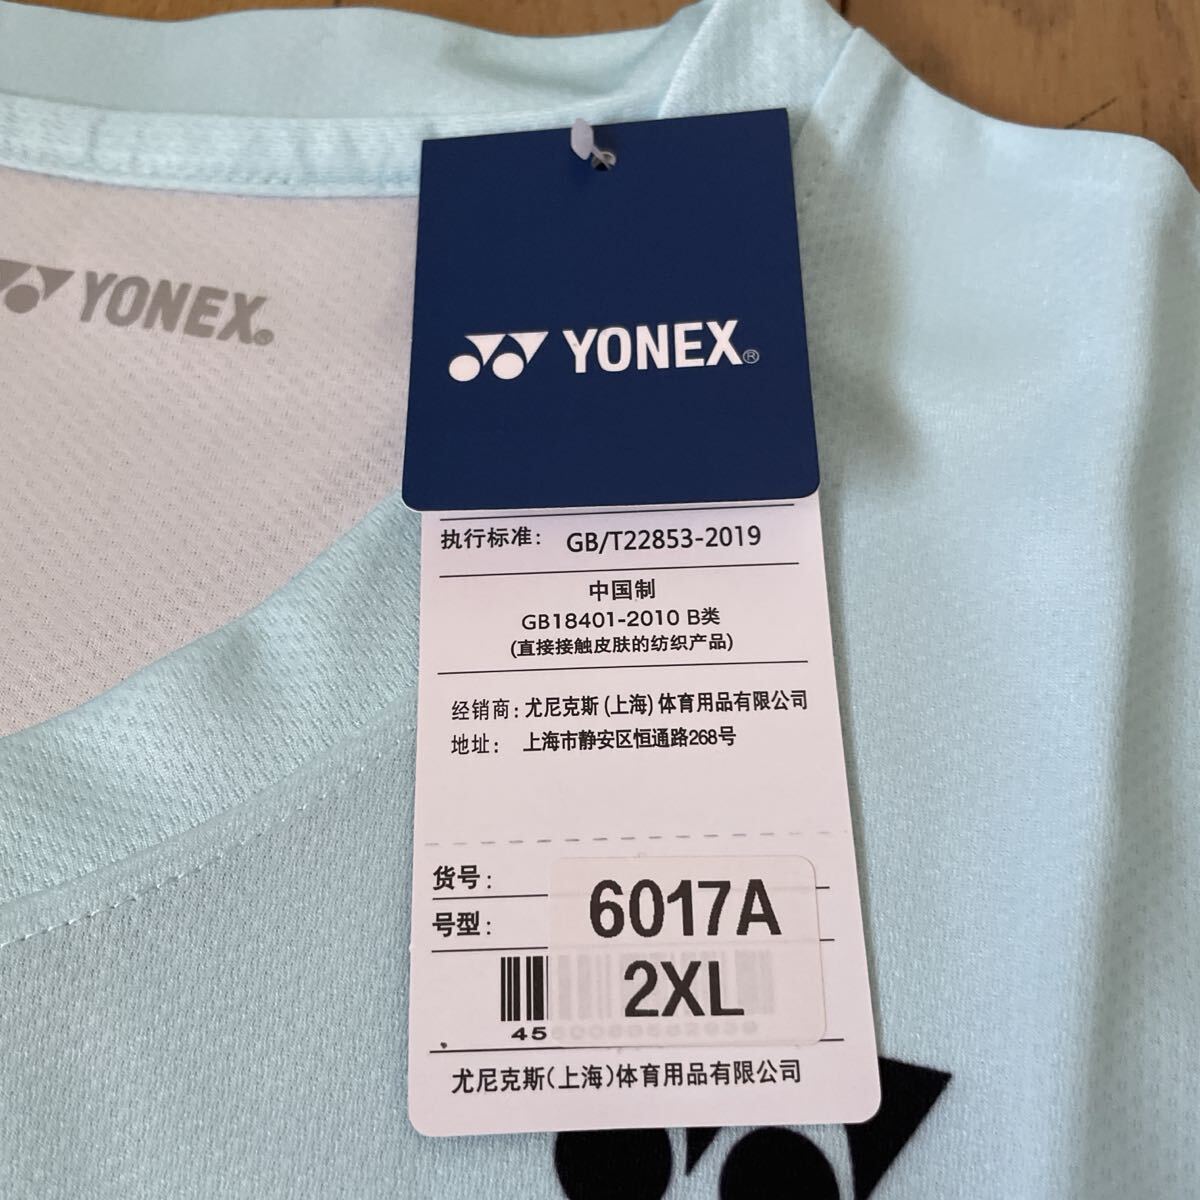 YONEX®
YONEX®
执行标准: GB/T22853-2019
中国制
GB18401-2010 B类
(直接接触皮肤的纺织产品)
经销商: 尤尼克斯(上海)体育用品有限公司
地址: 上海市静安区恒通路268号
货号:
6017A
号型:
2XL
45
尤尼克斯(上海)体育用品有限公司